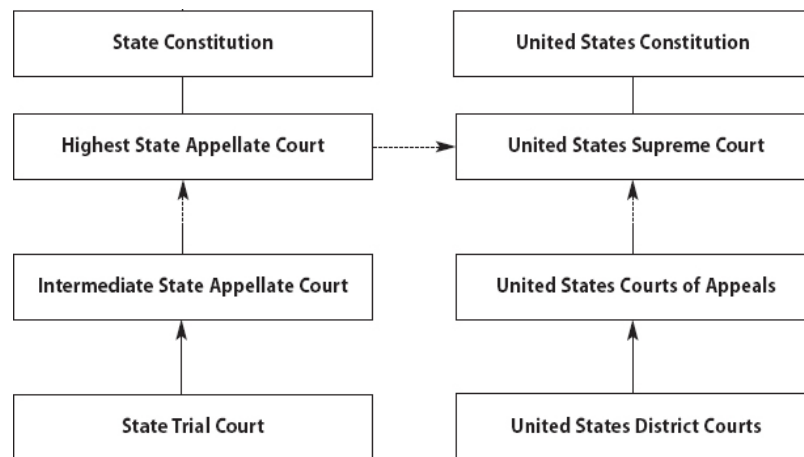 State Constitution
United States Constitution
Highest State Appellate Court
United States Supreme Court
Intermediate State Appellate Court
United States Courts of Appeals
State Trial Court
United States District Courts